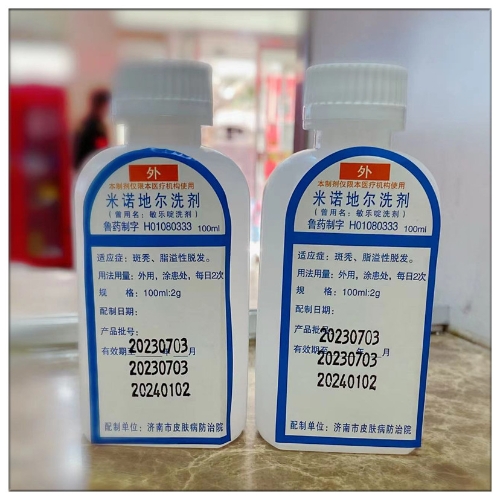 外
本制剂仅限本医疗机构使用
米诺地尔洗剂
(曾用名：敏乐啶洗剂)
鲁药制字 H01080333 100ml
适应症：斑秃、脂溢性脱发。
用法用量：外用，涂患处，每日2次
规 格：100ml:2g
配制日期：
产品批号：
20230703
有效期至 年 月
20230703
20240102
配制单位：济南市皮肤病防治院
外
本制剂仅限本医疗机构使用
米诺地尔洗剂
(曾用名：敏乐啶洗剂)
鲁药制字 H01080333 100ml
适应症：斑秃、脂溢性脱发。
用法用量：外用，涂患处，每日2次
规 格：100ml:2g
配制日期：
产品批号：
20230703
有效期至 年 月
20230703
20240102
配制单位：济南市皮肤病防治院